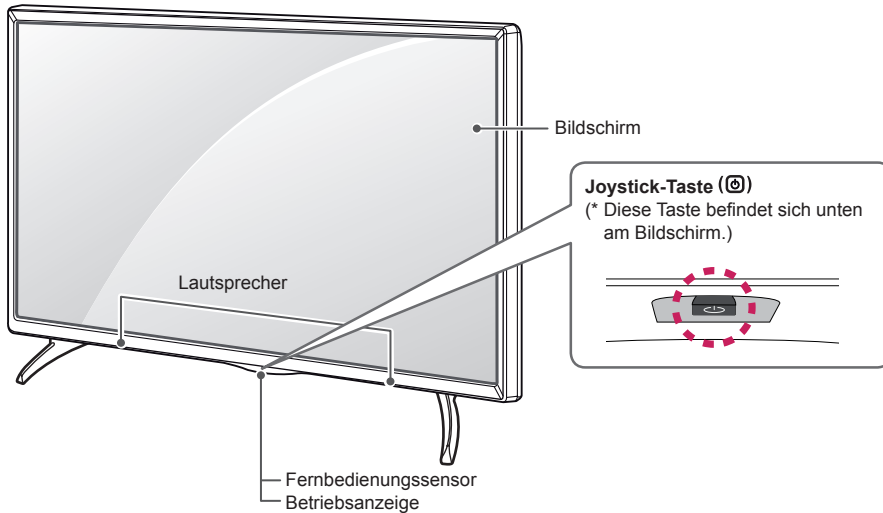 Bildschirm
Joystick-Taste (⏻)
(* Diese Taste befindet sich unten
am Bildschirm.)
Lautsprecher
Fernbedienungssensor
Betriebsanzeige